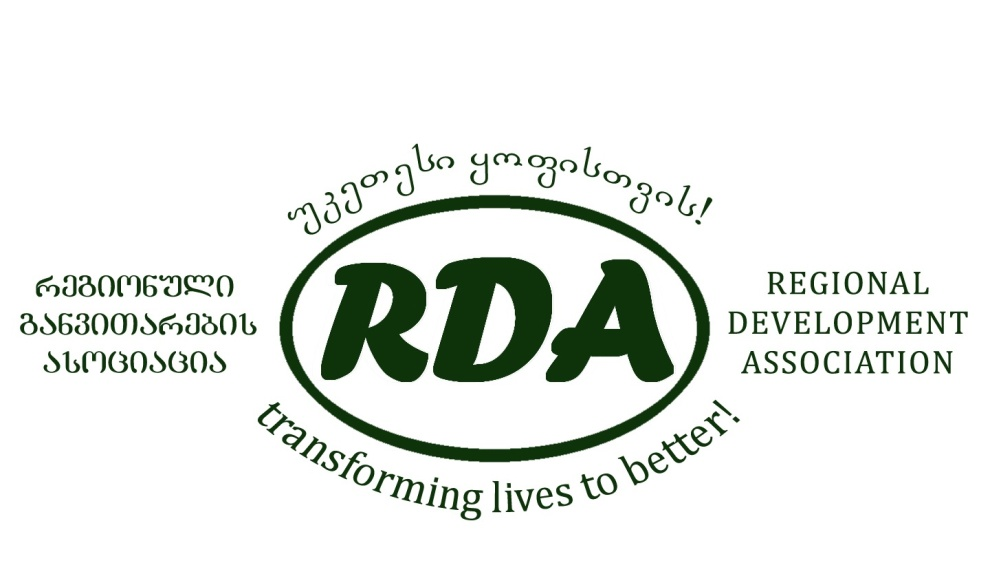 უკეთესი ყოფისთვის!
რეგიონული
განვითარების
ასოციაცია
RDA
REGIONAL
DEVELOPMENT
ASSOCIATION
transforming lives to better!